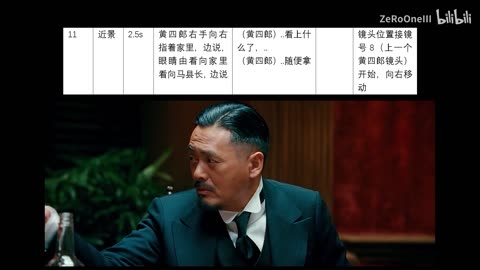 ZeRoOneIII bilibili
11 近景 2.5s 黄四郎右手向右 (黄四郎)..看上什 镜头位置接镜
指着家里,边说, 么了,.. 号 8(上一个
眼睛由看向家里 (黄四郎)..随便拿 黄四郎镜头)
看向马县长,边说 开始,向右移
动